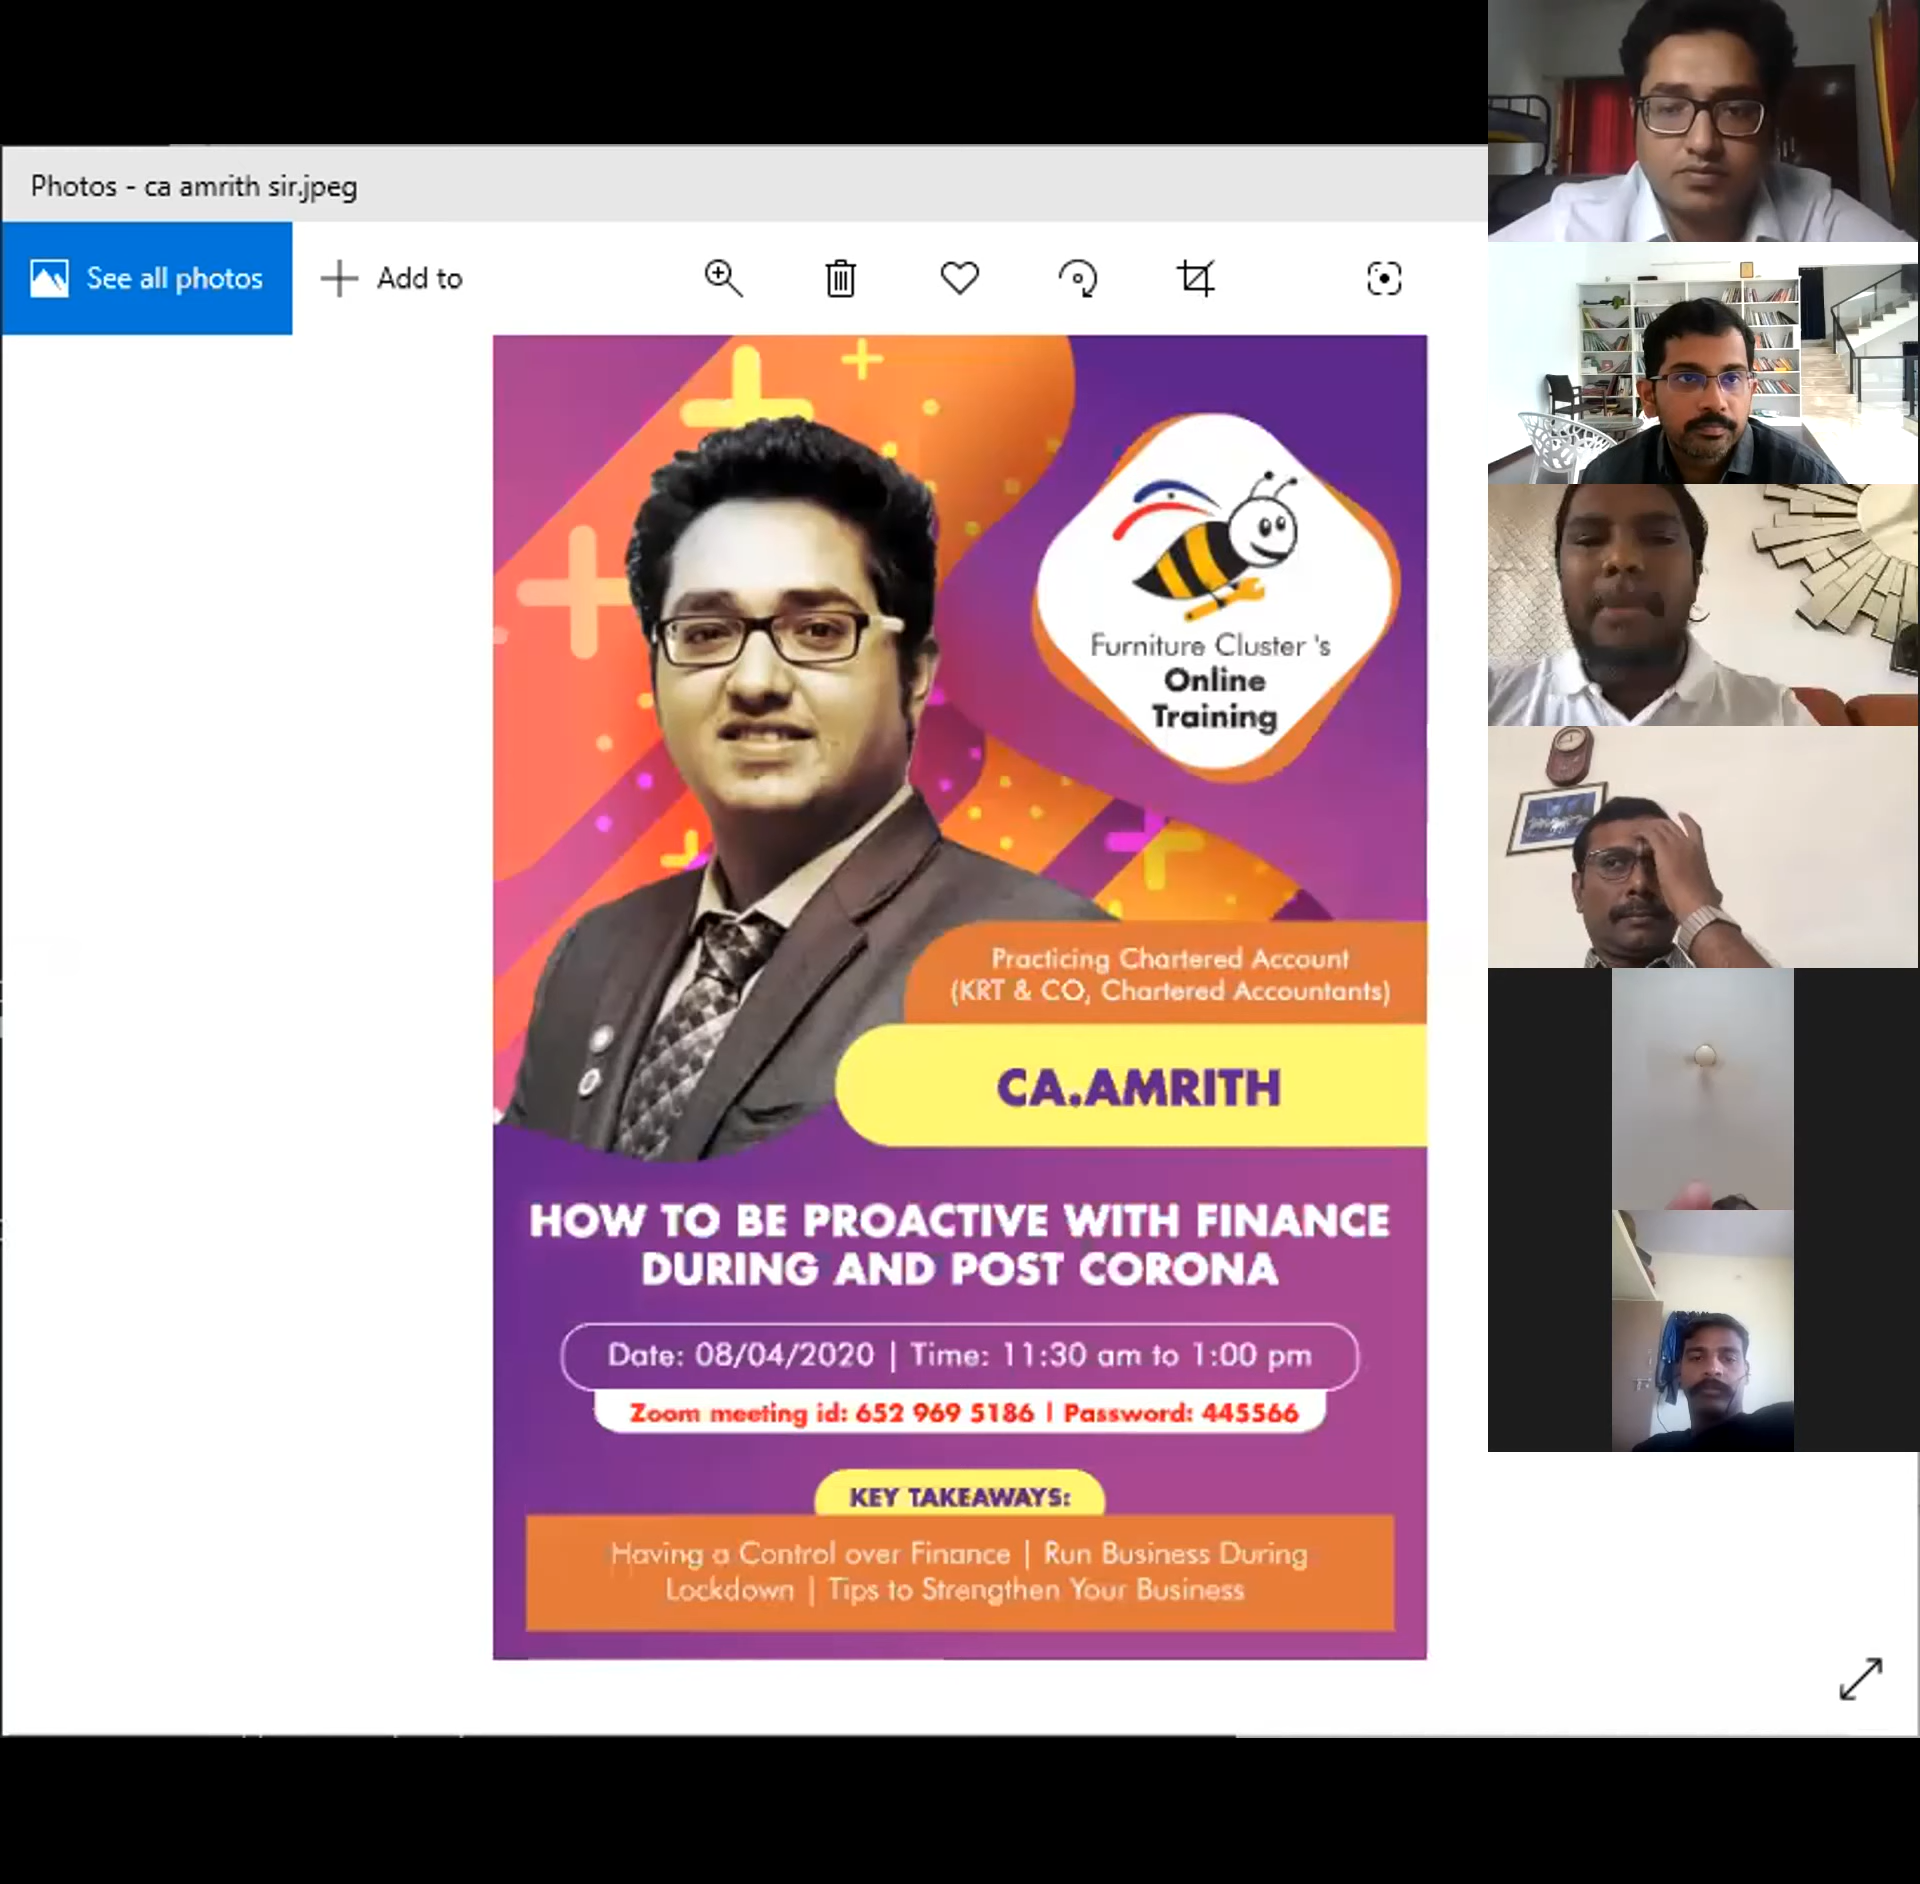 Photos - ca amrith sir.jpeg
See all photos
Add to
Furniture Cluster 's
Online
Training
Practicing Chartered Account
(KRT & CO, Chartered Accountants)
CA.AMRITH
HOW TO BE PROACTIVE WITH FINANCE
DURING AND POST CORONA
Date: 08/04/2020 | Time: 11:30 am to 1:00 pm
Zoom meeting id: 652 969 5186 | Password: 445566
KEY TAKEAWAYS:
Having a Control over Finance | Run Business During
Lockdown | Tips to Strengthen Your Business